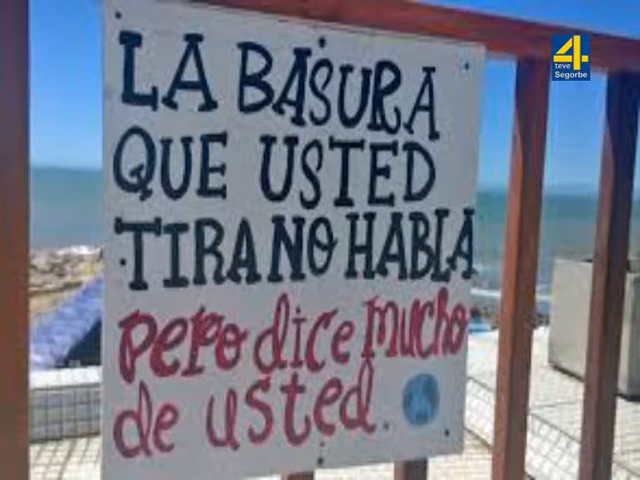 4
teve
Segorbe
LA BASURA
QUE USTED
TIRA NO HABLA
pero dice mucho
de usted.